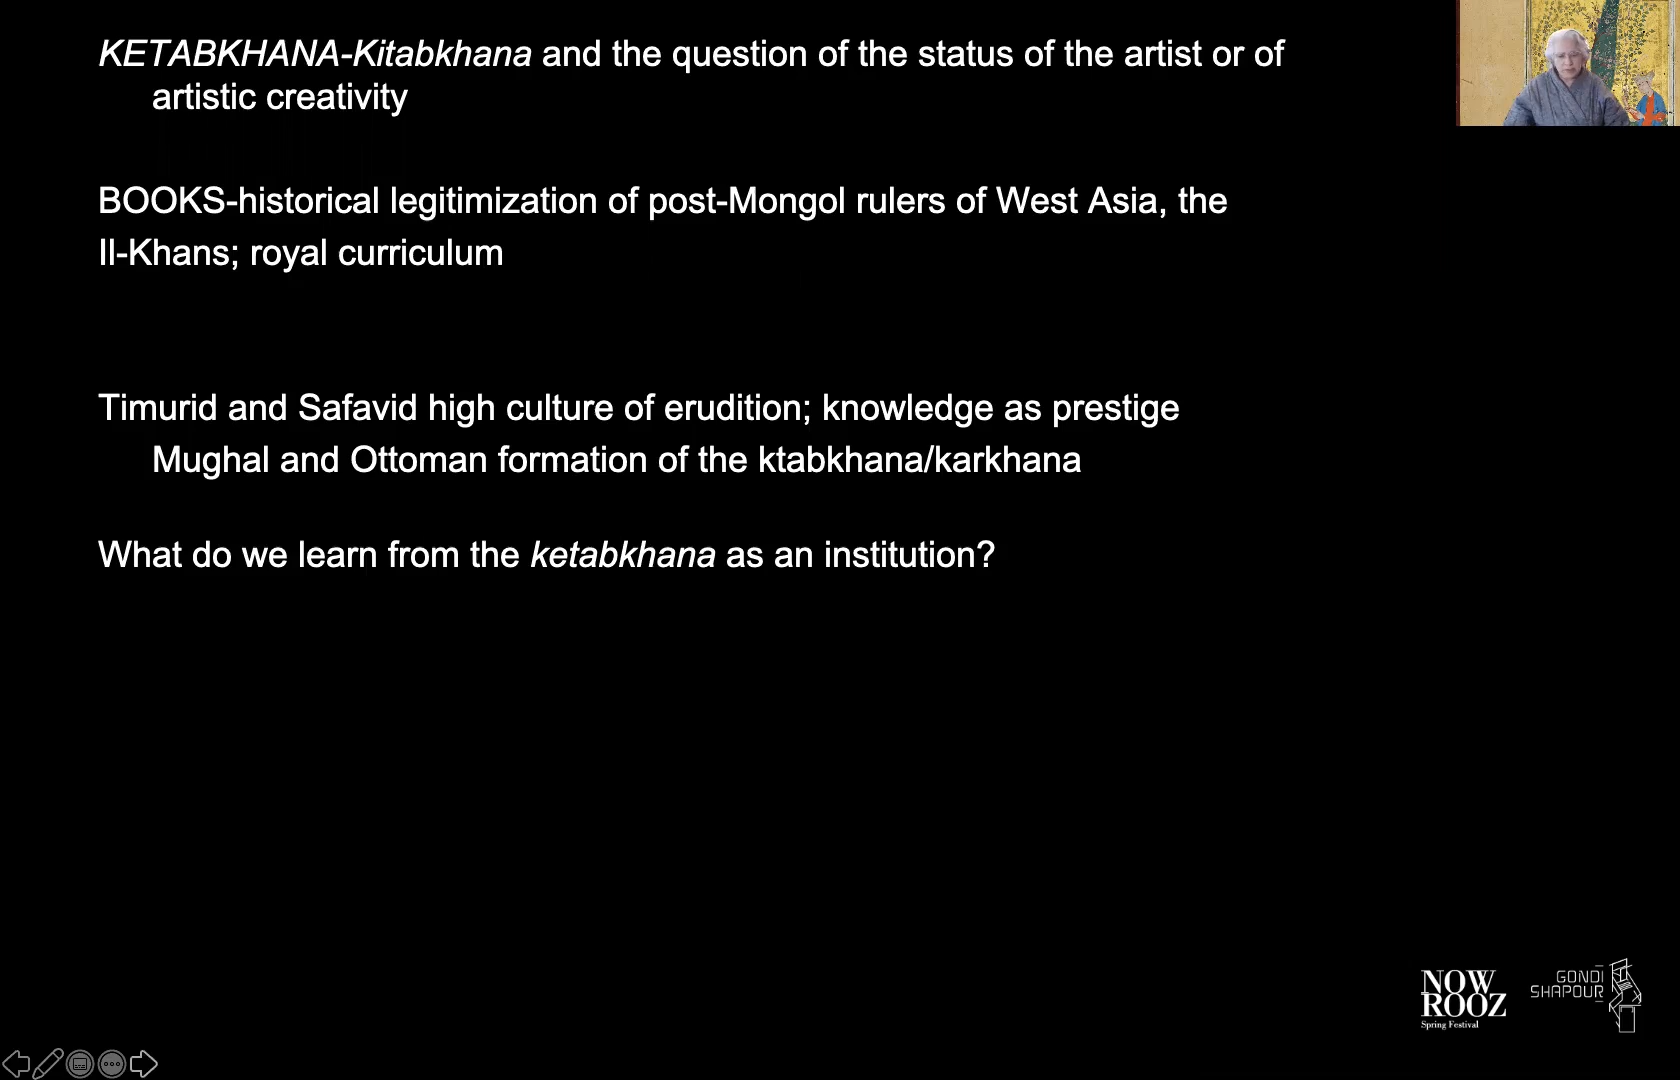 KETABKHANA-Kitabkhana and the question of the status of the artist or of
artistic creativity
BOOKS-historical legitimization of post-Mongol rulers of West Asia, the
Il-Khans; royal curriculum
Timurid and Safavid high culture of erudition; knowledge as prestige
Mughal and Ottoman formation of the ktabkhana/karkhana
What do we learn from the ketabkhana as an institution?
NOW
ROOZ
Spring Festival
GONDI
SHAPOUR